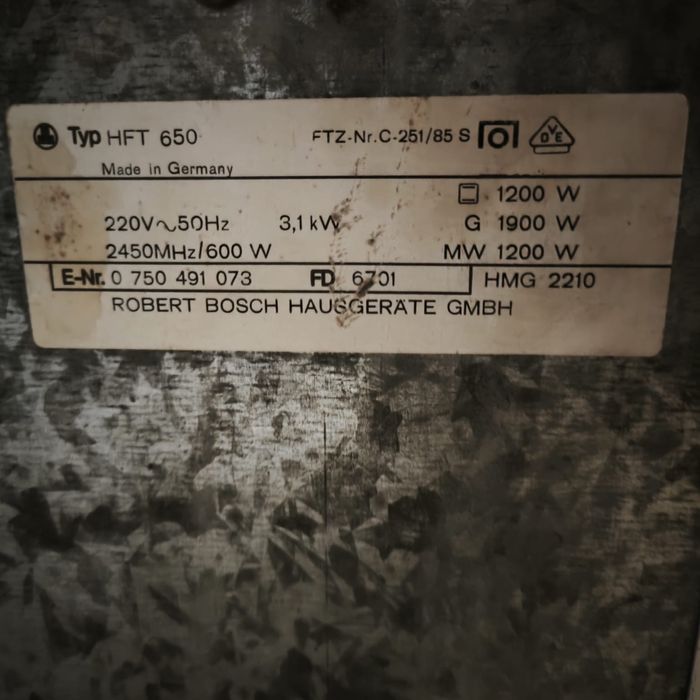 Typ HFT 650 FTZ-Nr.C-251/85 S DVE
Made in Germany
1200 W
220V~50Hz 3,1 kW G 1900 W
2450MHz/600 W MW 1200 W
E-Nr. 0 750 491 073 FD 6701 HMG 2210
ROBERT BOSCH HAUSGERÄTE GMBH